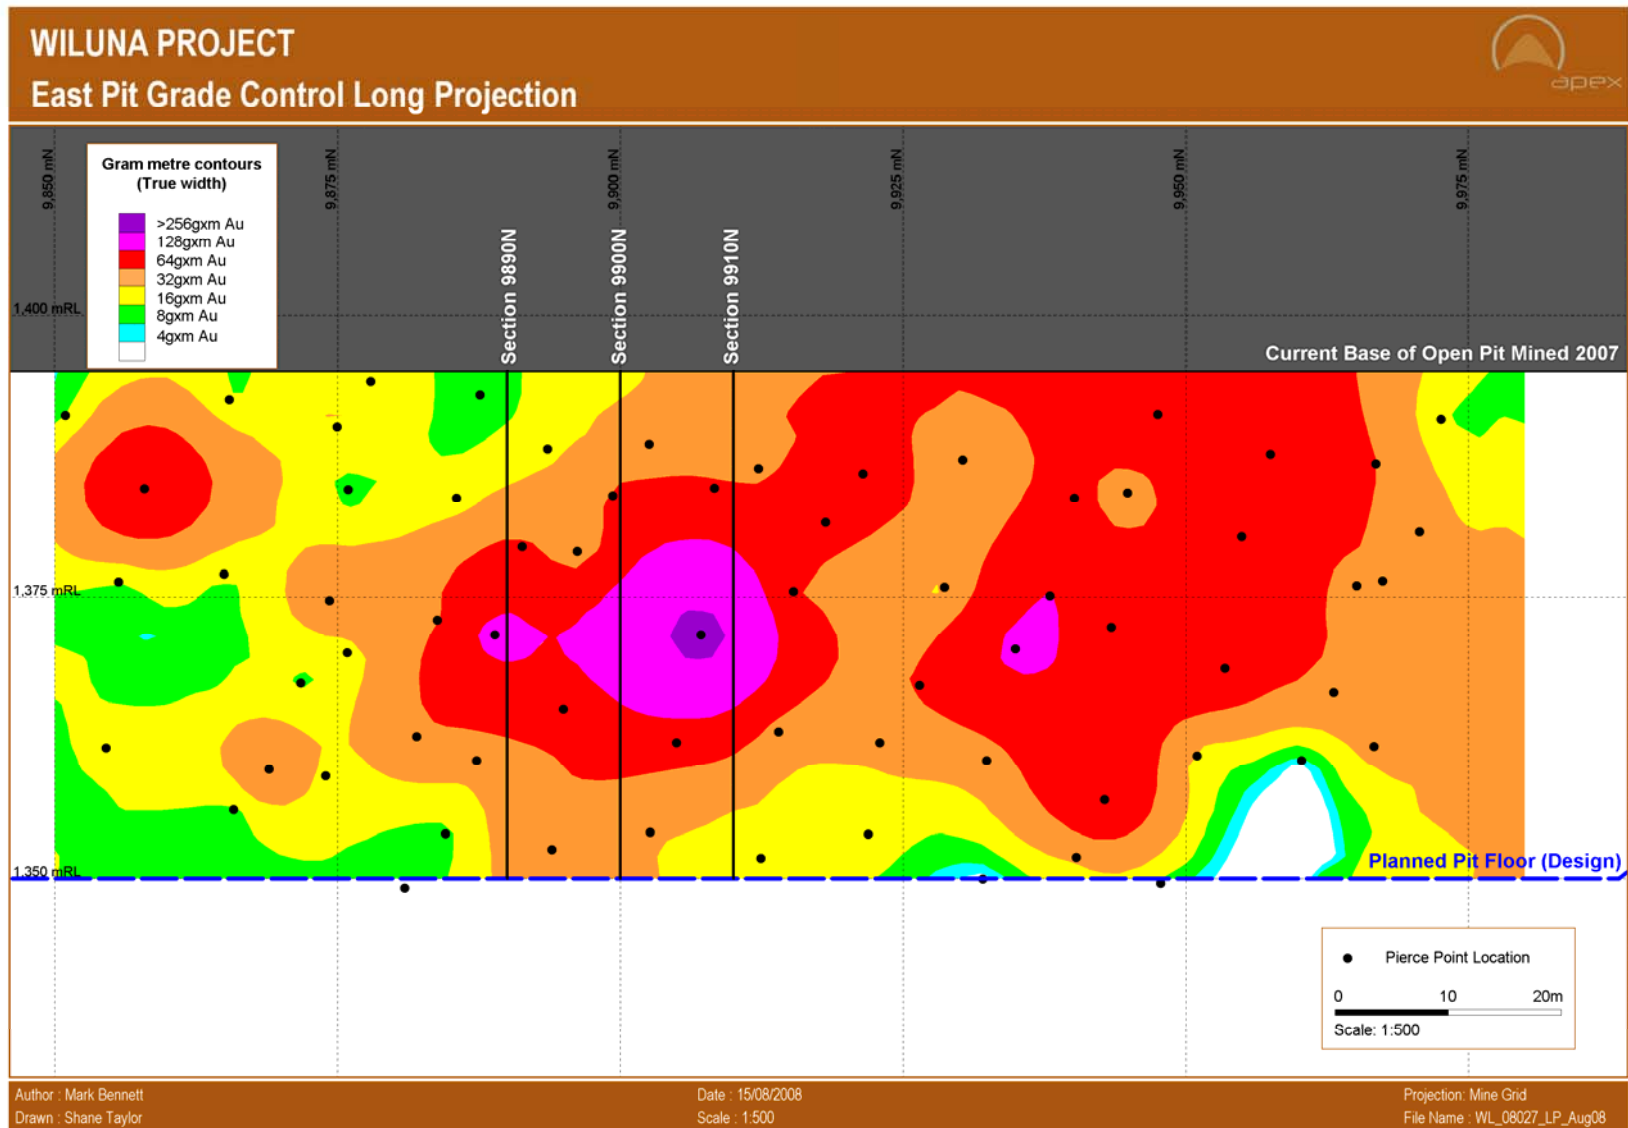 WILUNA PROJECT
East Pit Grade Control Long Projection
apex
Gram metre contours
(True width)
>256gxm Au
128gxm Au
64gxm Au
32gxm Au
16gxm Au
8gxm Au
4gxm Au
9,850 mN
9,875 mN
9,900 mN
9,925 mN
9,950 mN
9,975 mN
Section 9890N
Section 9900N
Section 9910N
1,400 mRL
Current Base of Open Pit Mined 2007
1,375 mRL
1,350 mRL
Planned Pit Floor (Design)
Pierce Point Location
0 10 20m
Scale: 1:500
Author : Mark Bennett
Drawn : Shane Taylor
Date : 15/08/2008
Scale : 1:500
Projection: Mine Grid
File Name : WL_08027_LP_Aug08